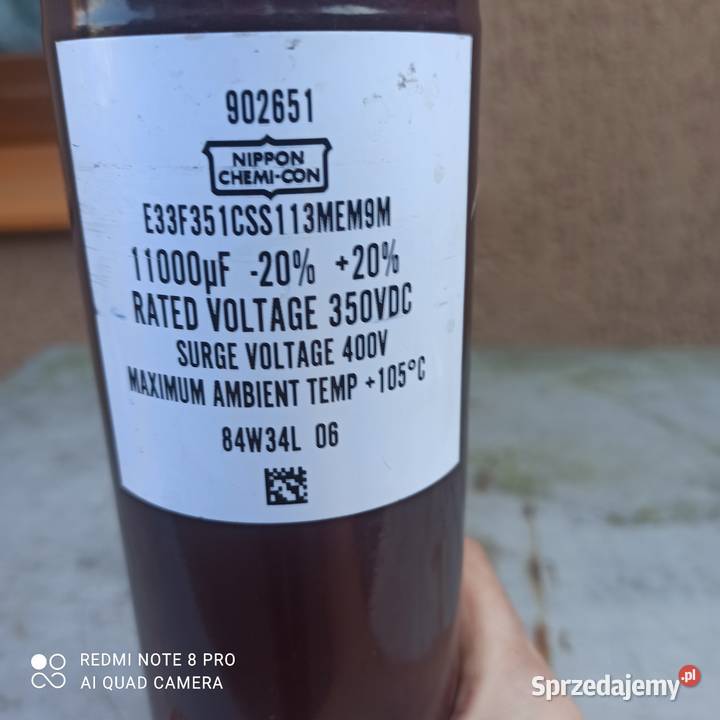 902651
NIPPON
CHEMI-CON
E33F351CSS113MEM9M
11000µF -20% +20%
RATED VOLTAGE 350VDC
SURGE VOLTAGE 400V
MAXIMUM AMBIENT TEMP +105°C
84W34L 06
REDMI NOTE 8 PRO
AI QUAD CAMERA
Sprzedajemy.pl